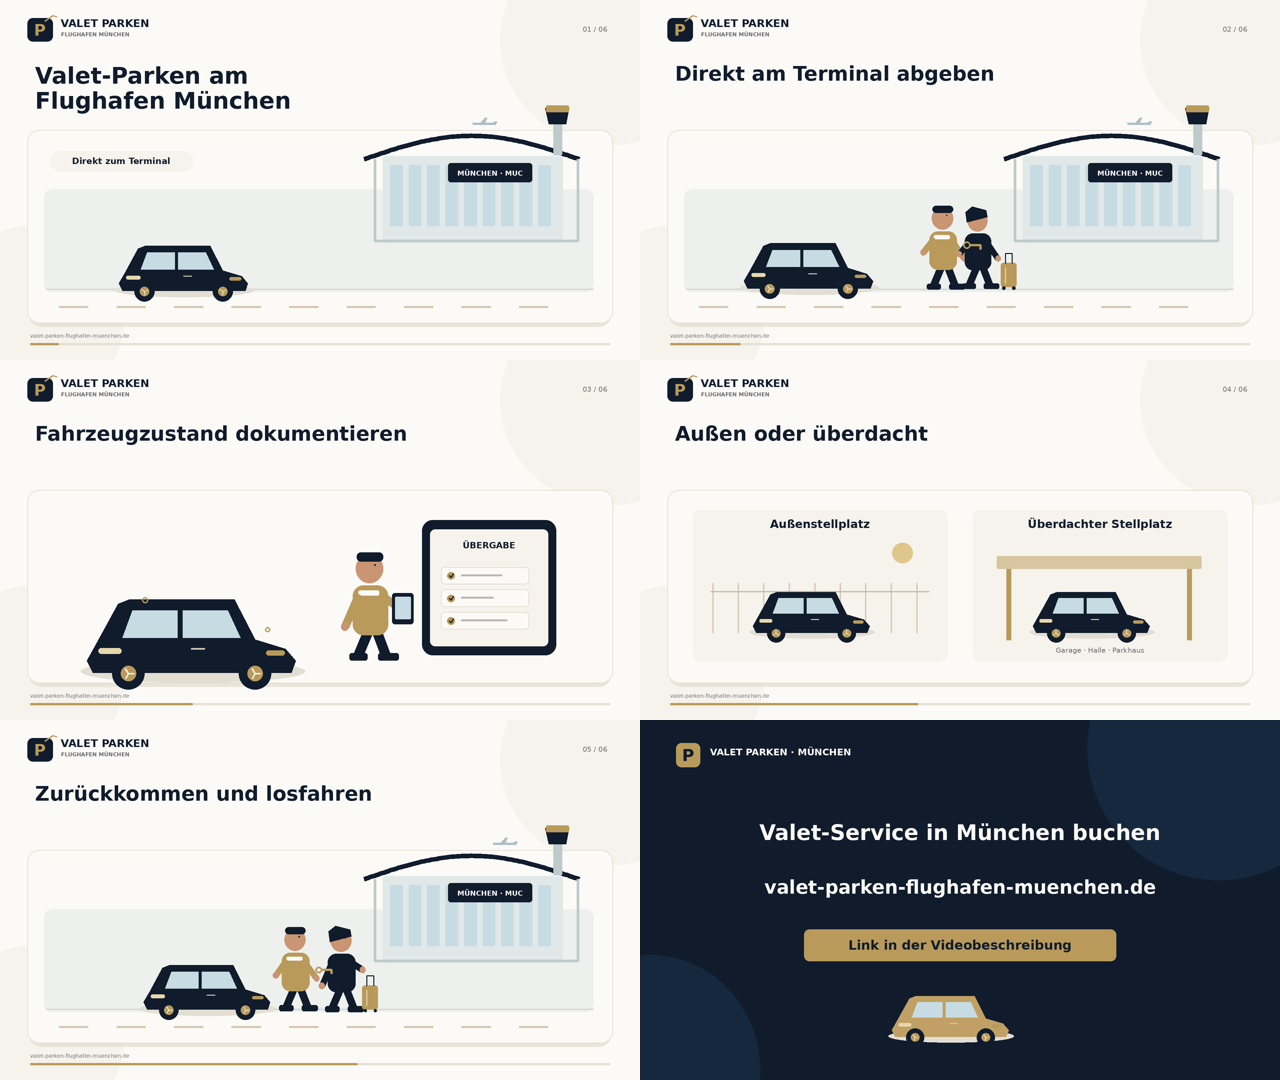 P
VALET PARKEN
FLUGHAFEN MÜNCHEN
01 / 06
Valet-Parken am
Flughafen München
Direkt zum Terminal
MÜNCHEN · MUC
valet-parken-flughafen-muenchen.de
P
VALET PARKEN
FLUGHAFEN MÜNCHEN
02 / 06
Direkt am Terminal abgeben
MÜNCHEN · MUC
valet-parken-flughafen-muenchen.de
P
VALET PARKEN
FLUGHAFEN MÜNCHEN
03 / 06
Fahrzeugzustand dokumentieren
ÜBERGABE
valet-parken-flughafen-muenchen.de
P
VALET PARKEN
FLUGHAFEN MÜNCHEN
04 / 06
Außen oder überdacht
Außenstellplatz
Überdachter Stellplatz
Garage · Halle · Parkhaus
valet-parken-flughafen-muenchen.de
P
VALET PARKEN
FLUGHAFEN MÜNCHEN
05 / 06
Zurückkommen und losfahren
MÜNCHEN · MUC
valet-parken-flughafen-muenchen.de
P
VALET PARKEN · MÜNCHEN
Valet-Service in München buchen
valet-parken-flughafen-muenchen.de
Link in der Videobeschreibung